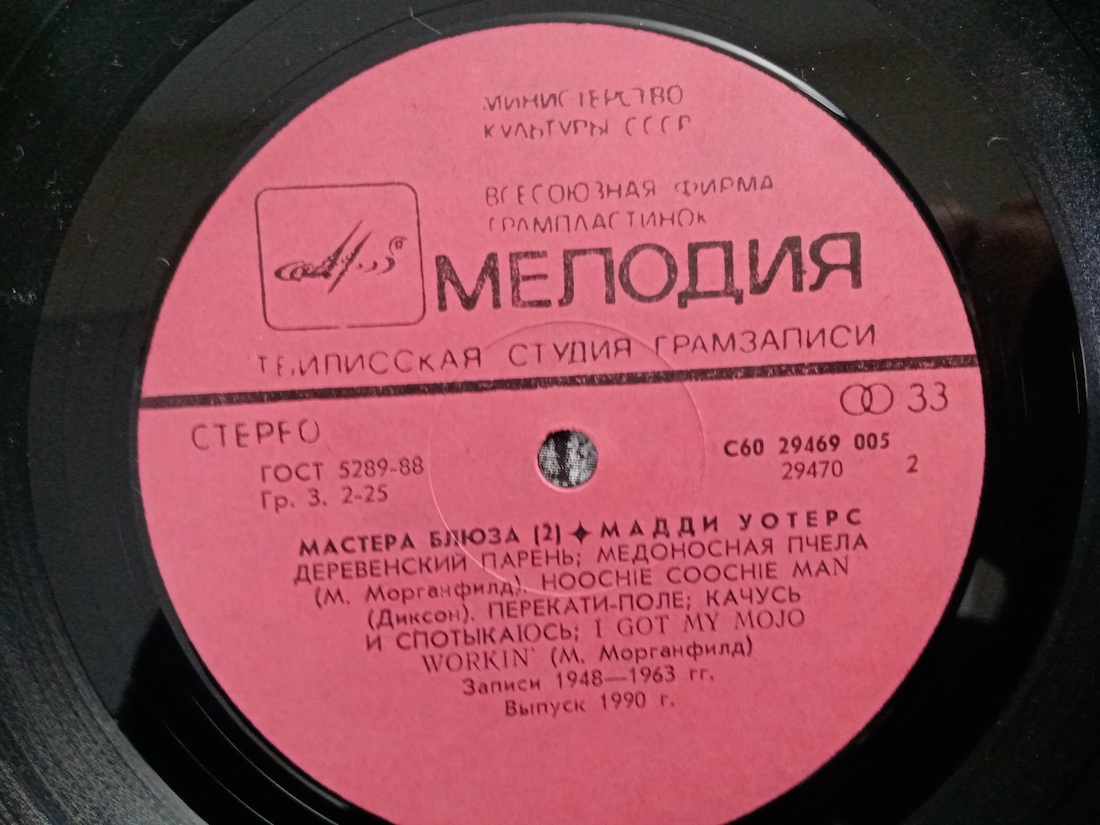 МИНИСТЕРСТВО
КУЛЬТУРЫ СССР
ВСЕСОЮЗНАЯ ФИРМА
ГРАМПЛАСТИНОК
МЕЛОДИЯ
ТБИЛИССКАЯ СТУДИЯ ГРАМЗАПИСИ
33
СТЕРЕО
ГОСТ 5289-88
Гр. 3. 2-25
С60 29469 005
29470 2
МАСТЕРА БЛЮЗА (2) ✦ МАДДИ УОТЕРС
ДЕРЕВЕНСКИЙ ПАРЕНЬ; МЕДОНОСНАЯ ПЧЕЛА
(М. Морганфилд). HOOCHIE COOCHIE MAN
(Диксон). ПЕРЕКАТИ-ПОЛЕ; КАЧУСЬ
И СПОТЫКАЮСЬ; I GOT MY MOJO
WORKIN' (М. Морганфилд)
Записи 1948—1963 гг.
Выпуск 1990 г.